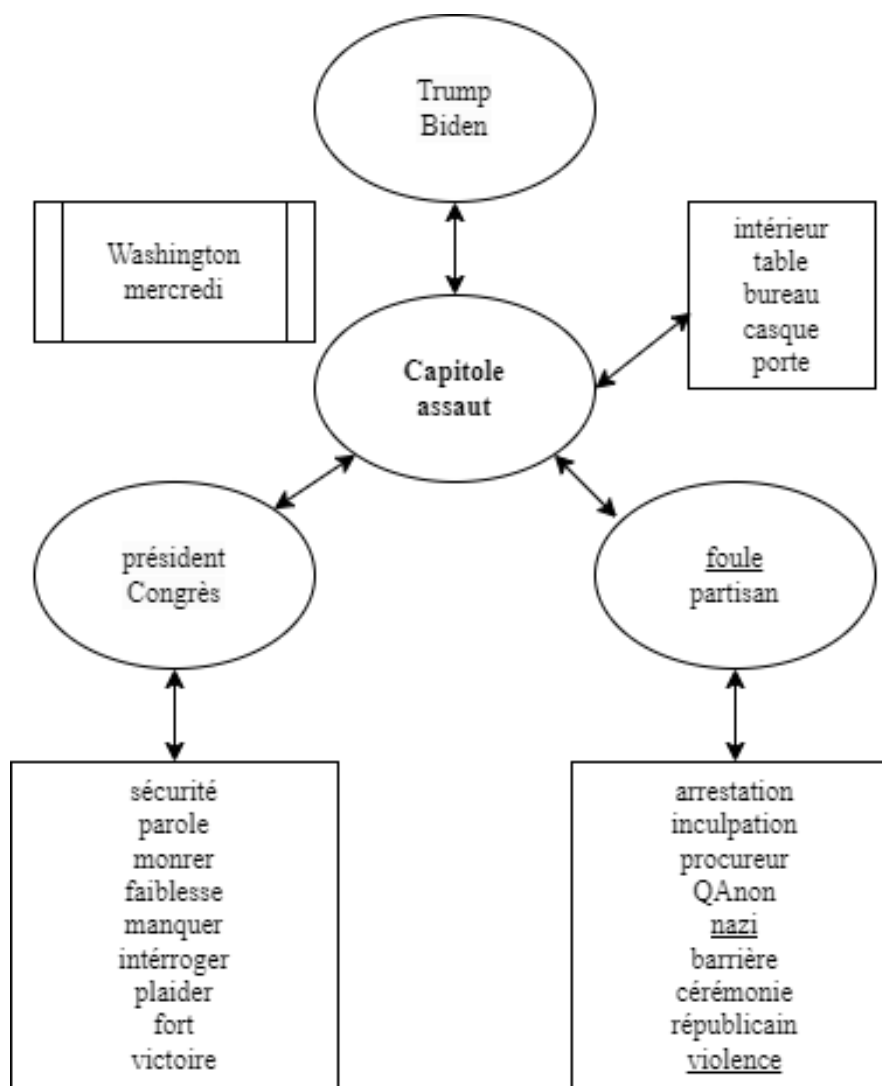 Trump
Biden
Washington
mercredi
intérieur
table
bureau
casque
porte
Capitole
assaut
président
Congrès
foule
partisan
sécurité
parole
monrer
faiblesse
manquer
intérroger
plaider
fort
victoire
arrestation
inculpation
procureur
QAnon
nazi
barrière
cérémonie
républicain
violence